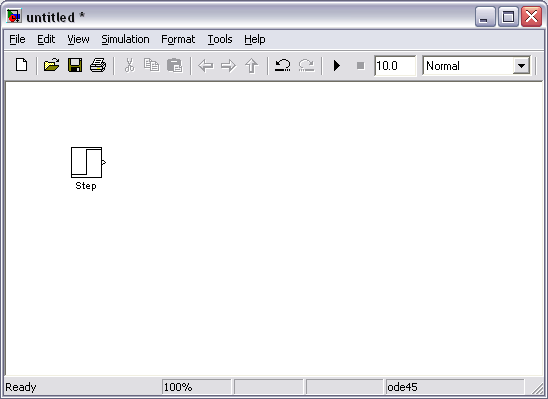 untitled *
File Edit View Simulation Format Tools Help
10.0 Normal
Step
Ready 100% ode45